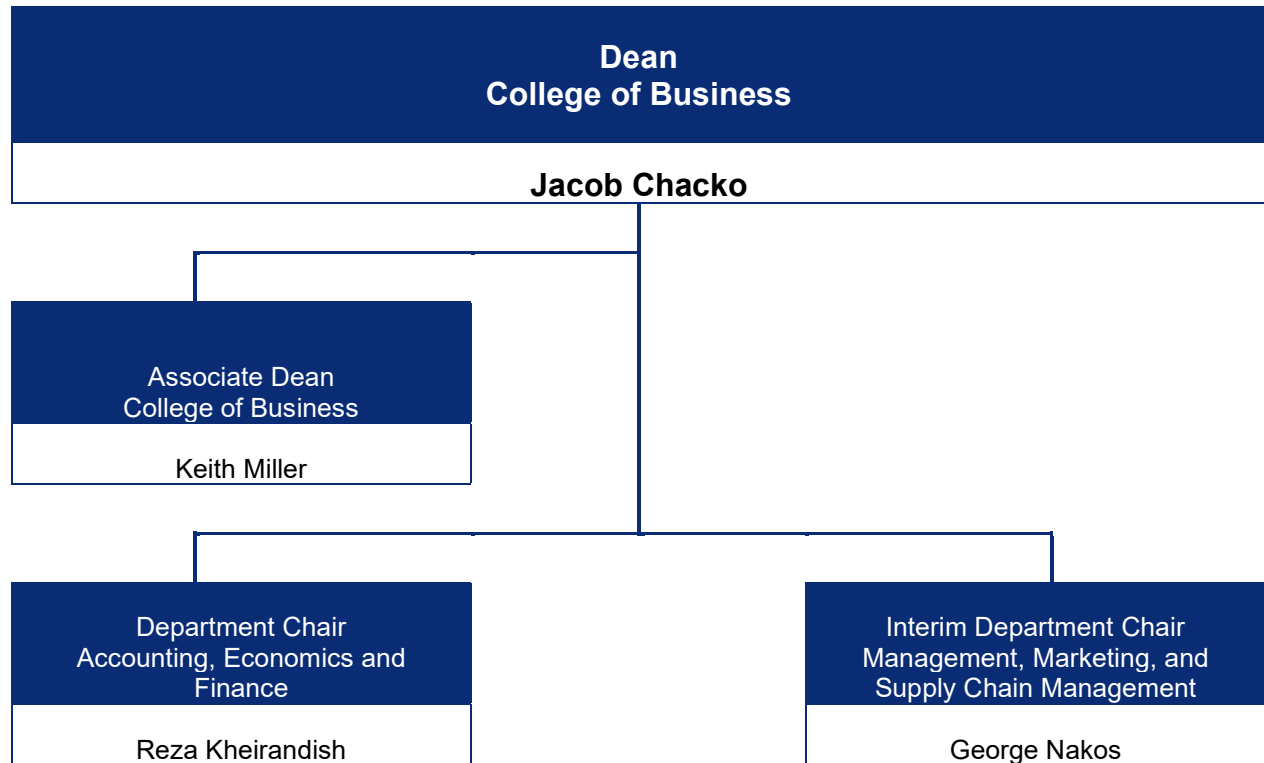 Dean
College of Business
Jacob Chacko
Associate Dean
College of Business
Keith Miller
Department Chair
Accounting, Economics and
Finance
Reza Kheirandish
Interim Department Chair
Management, Marketing, and
Supply Chain Management
George Nakos